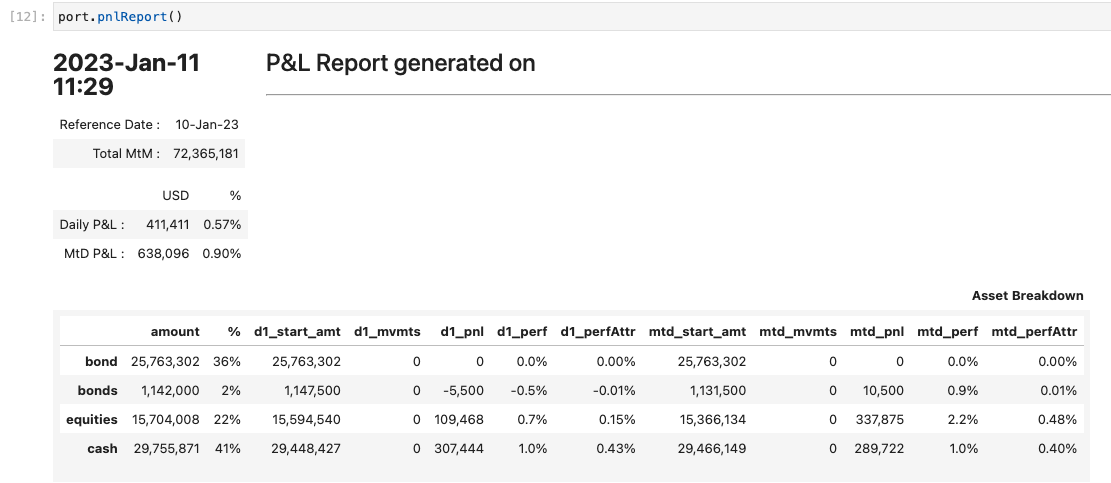 [12]: port.pnlReport()
2023-Jan-11 11:29
P&L Report generated on
Reference Date : 10-Jan-23
Total MtM : 72,365,181
USD %
Daily P&L : 411,411 0.57%
MtD P&L : 638,096 0.90%
Asset Breakdown
amount % d1_start_amt d1_mvmts d1_pnl d1_perf d1_perfAttr mtd_start_amt mtd_mvmts mtd_pnl mtd_perf mtd_perfAttr
bond 25,763,302 36% 25,763,302 0 0 0.0% 0.00% 25,763,302 0 0 0.0% 0.00%
bonds 1,142,000 2% 1,147,500 0 -5,500 -0.5% -0.01% 1,131,500 0 10,500 0.9% 0.01%
equities 15,704,008 22% 15,594,540 0 109,468 0.7% 0.15% 15,366,134 0 337,875 2.2% 0.48%
cash 29,755,871 41% 29,448,427 0 307,444 1.0% 0.43% 29,466,149 0 289,722 1.0% 0.40%